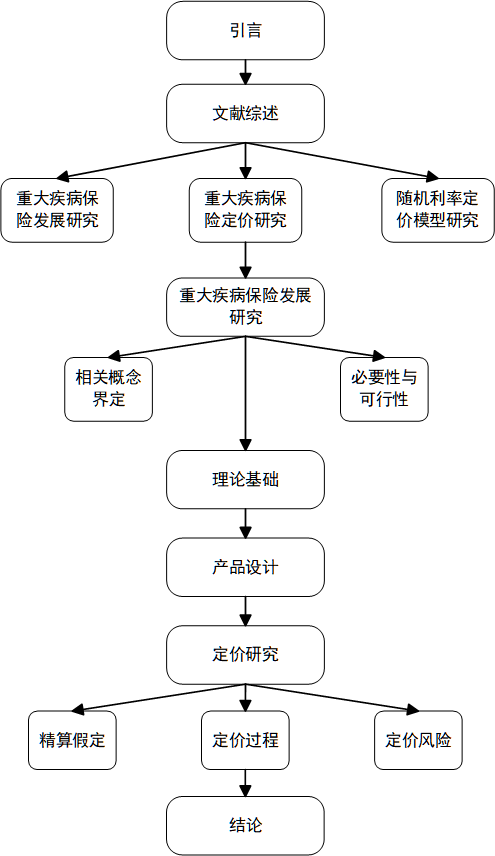 引言
文献综述
重大疾病保
险发展研究
重大疾病保
险定价研究
随机利率定
价模型研究
重大疾病保险发展
研究
相关概念
界定
必要性与
可行性
理论基础
产品设计
定价研究
精算假定
定价过程
定价风险
结论